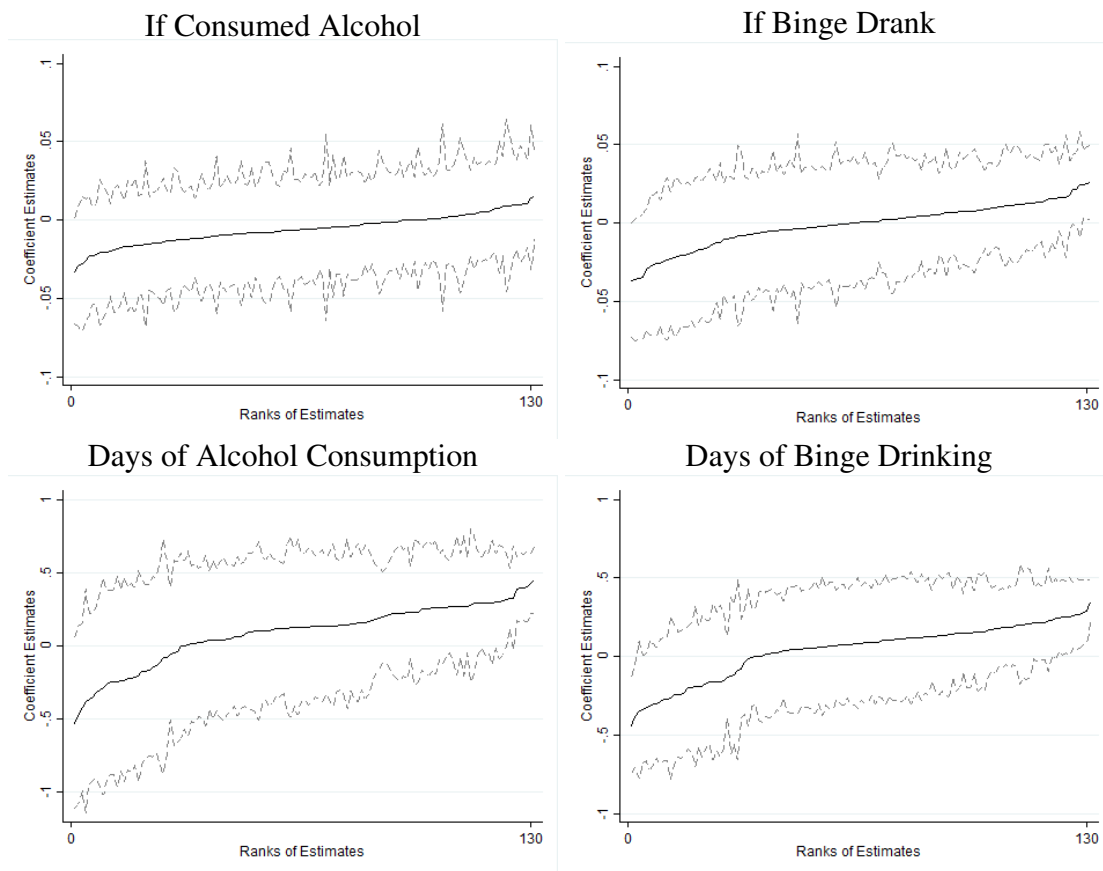 If Consumed Alcohol
If Binge Drank
Coefficient Estimates
.1
.05
0
-.05
-.1
0
130
Ranks of Estimates
Coefficient Estimates
.1
.05
0
-.05
-.1
0
130
Ranks of Estimates
Days of Alcohol Consumption
Days of Binge Drinking
Coefficient Estimates
1
.5
0
-.5
-1
0
130
Ranks of Estimates
Coefficient Estimates
1
.5
0
-.5
-1
0
130
Ranks of Estimates